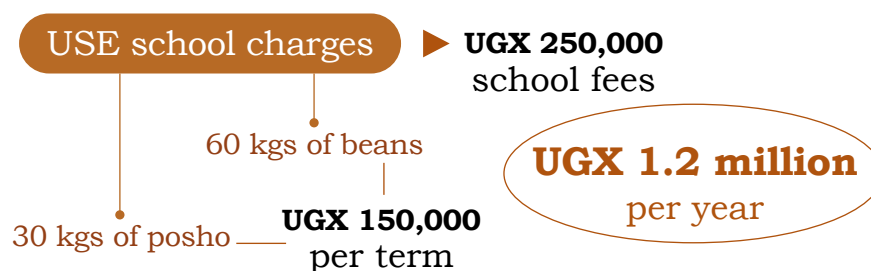 USE school charges
UGX 250,000
school fees
60 kgs of beans
UGX 1.2 million
per year
30 kgs of posho
UGX 150,000
per term